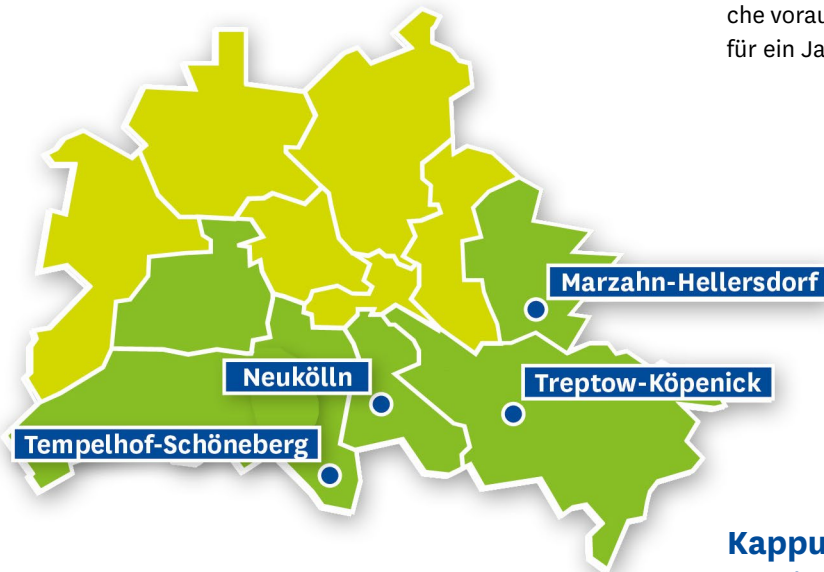 che vorau
für ein Ja
Marzahn-Hellersdorf
Neukölln
Treptow-Köpenick
Tempelhof-Schöneberg
Kappu